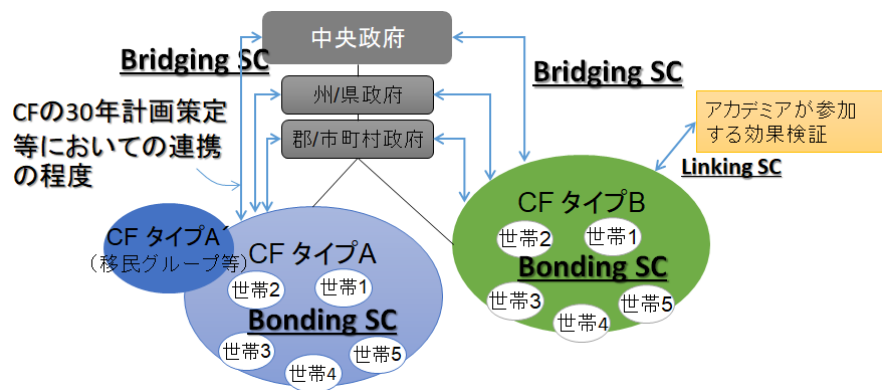 中央政府
Bridging SC
Bridging SC
州/県政府
CFの30年計画策定
等においての連携
の程度
郡/市町村政府
アカデミアが参加
する効果検証
Linking SC
CF タイプA´
（移民グループ等）
CF タイプA
世帯2
世帯1
Bonding SC
世帯3
世帯4
世帯5
CF タイプB
世帯2
世帯1
Bonding SC
世帯3
世帯4
世帯5